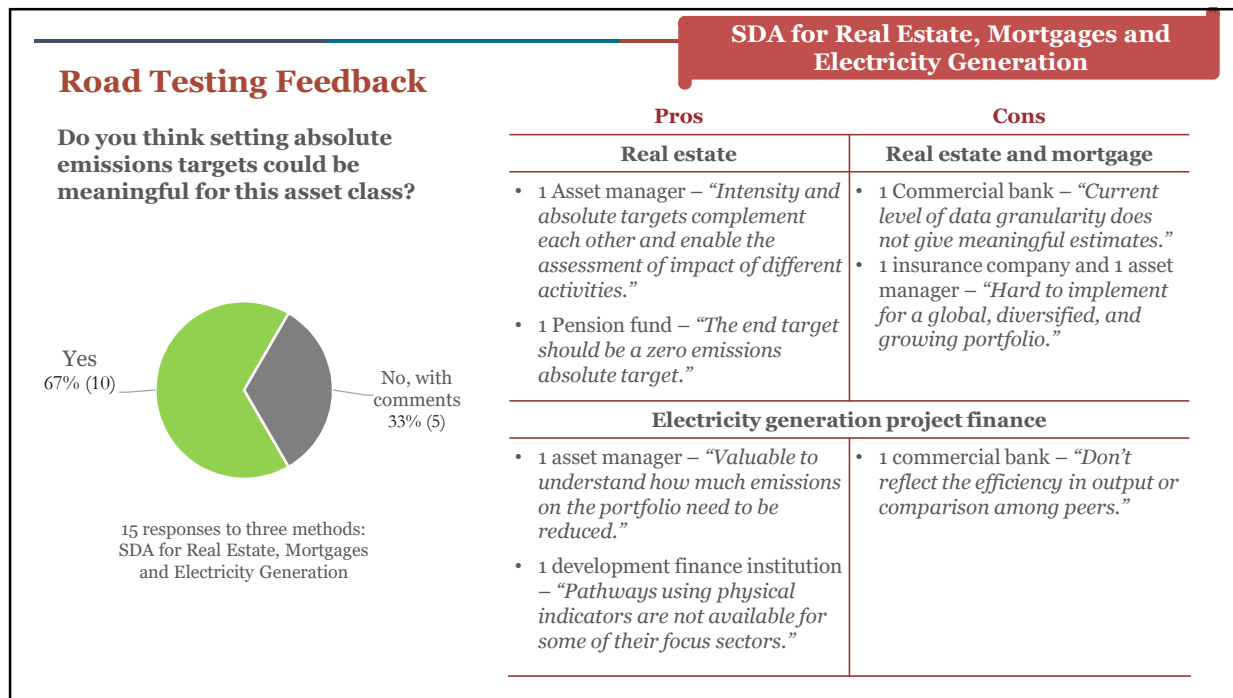 SDA for Real Estate, Mortgages and
Electricity Generation
Road Testing Feedback
Do you think setting absolute
emissions targets could be
meaningful for this asset class?
Yes
67% (10)
No, with
comments
33% (5)
15 responses to three methods:
SDA for Real Estate, Mortgages
and Electricity Generation
Pros
Cons
Real estate
Real estate and mortgage
• 1 Asset manager – “Intensity and
absolute targets complement
each other and enable the
assessment of impact of different
activities.”
• 1 Pension fund – “The end target
should be a zero emissions
absolute target.”
• 1 Commercial bank – “Current
level of data granularity does
not give meaningful estimates.”
• 1 insurance company and 1 asset
manager – “Hard to implement
for a global, diversified, and
growing portfolio.”
Electricity generation project finance
• 1 asset manager – “Valuable to
understand how much emissions
on the portfolio need to be
reduced.”
• 1 development finance institution
– “Pathways using physical
indicators are not available for
some of their focus sectors.”
• 1 commercial bank – “Don’t
reflect the efficiency in output or
comparison among peers.”